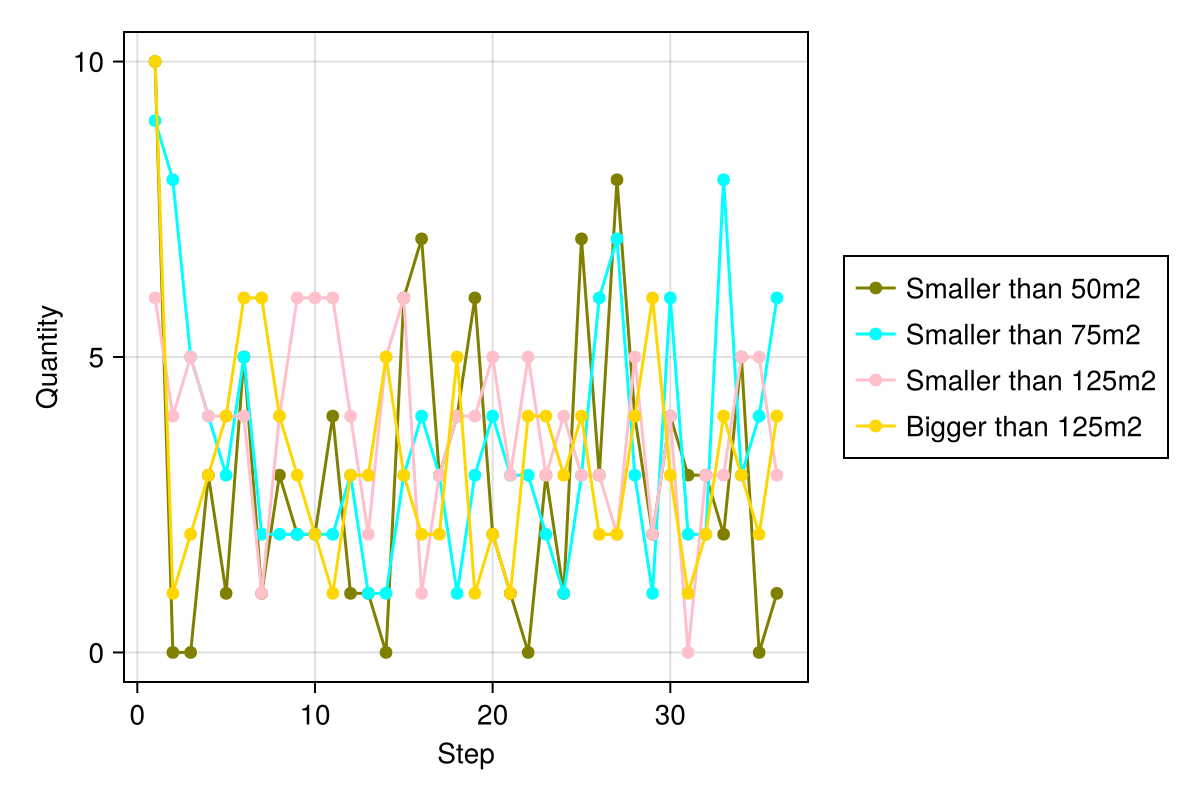 10
5
0
Quantity
0 10 20 30
Step
Smaller than 50m2
Smaller than 75m2
Smaller than 125m2
Bigger than 125m2